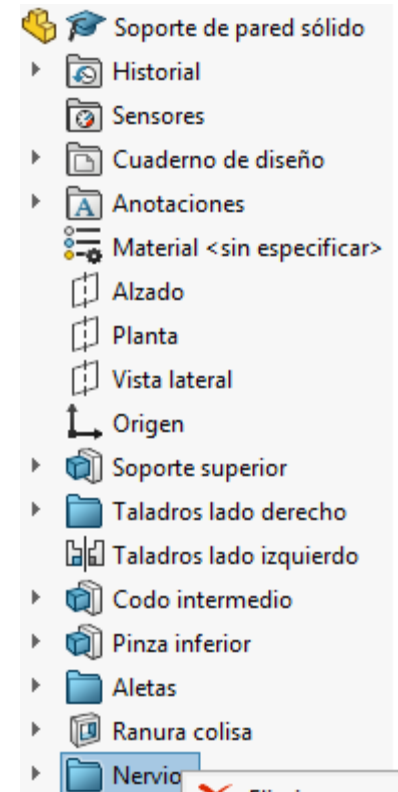 Soporte de pared sólido
Historial
Sensores
Cuaderno de diseño
A Anotaciones
Material <sin especificar>
Alzado
Planta
Vista lateral
Origen
Soporte superior
Taladros lado derecho
Taladros lado izquierdo
Codo intermedio
Pinza inferior
Aletas
Ranura colisa
Nervio